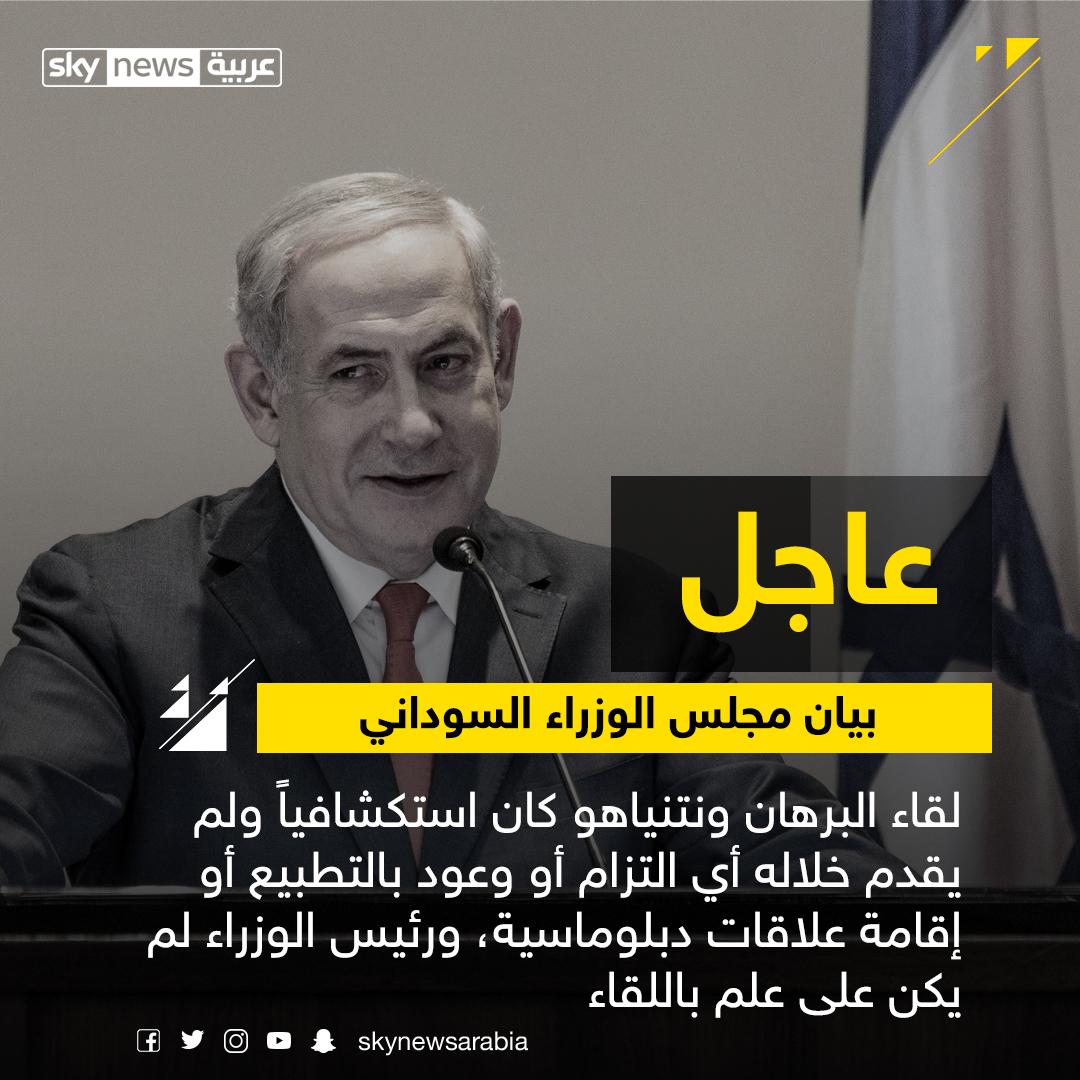 sky news عربية
عاجل
بيان مجلس الوزراء السوداني
لقاء البرهان ونتنياهو كان استكشافياً ولم
يقدم خلاله أي التزام أو وعود بالتطبيع أو
إقامة علاقات دبلوماسية، ورئيس الوزراء لم
يكن على علم باللقاء
skynewsarabia